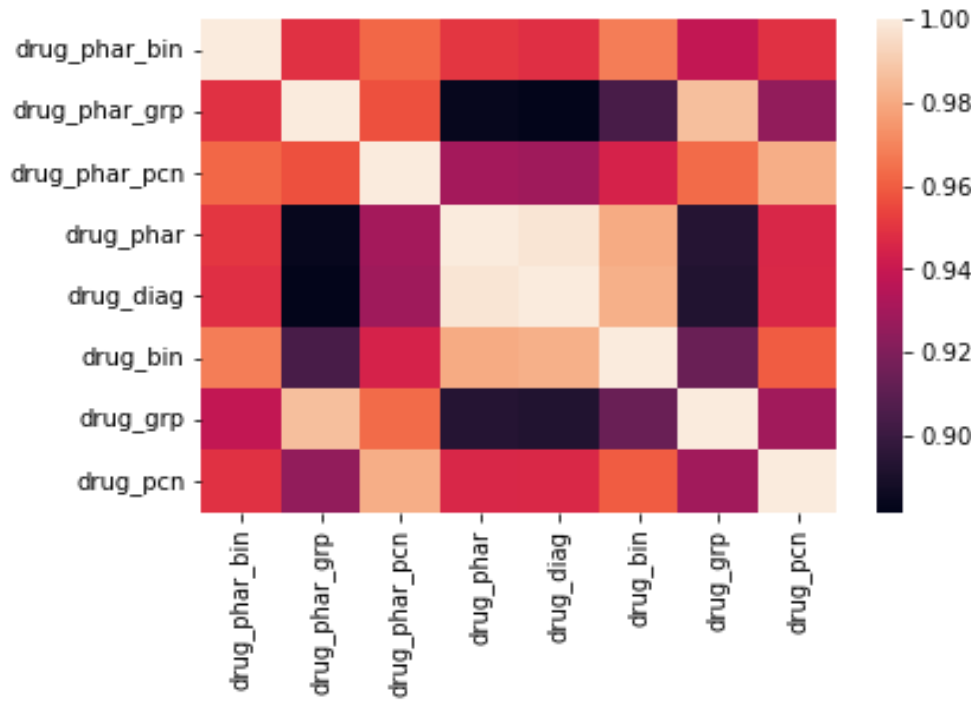 drug_phar_bin
drug_phar_grp
drug_phar_pcn
drug_phar
drug_diag
drug_bin
drug_grp
drug_pcn
drug_phar_bin
drug_phar_grp
drug_phar_pcn
drug_phar
drug_diag
drug_bin
drug_grp
drug_pcn
1.00
0.98
0.96
0.94
0.92
0.90